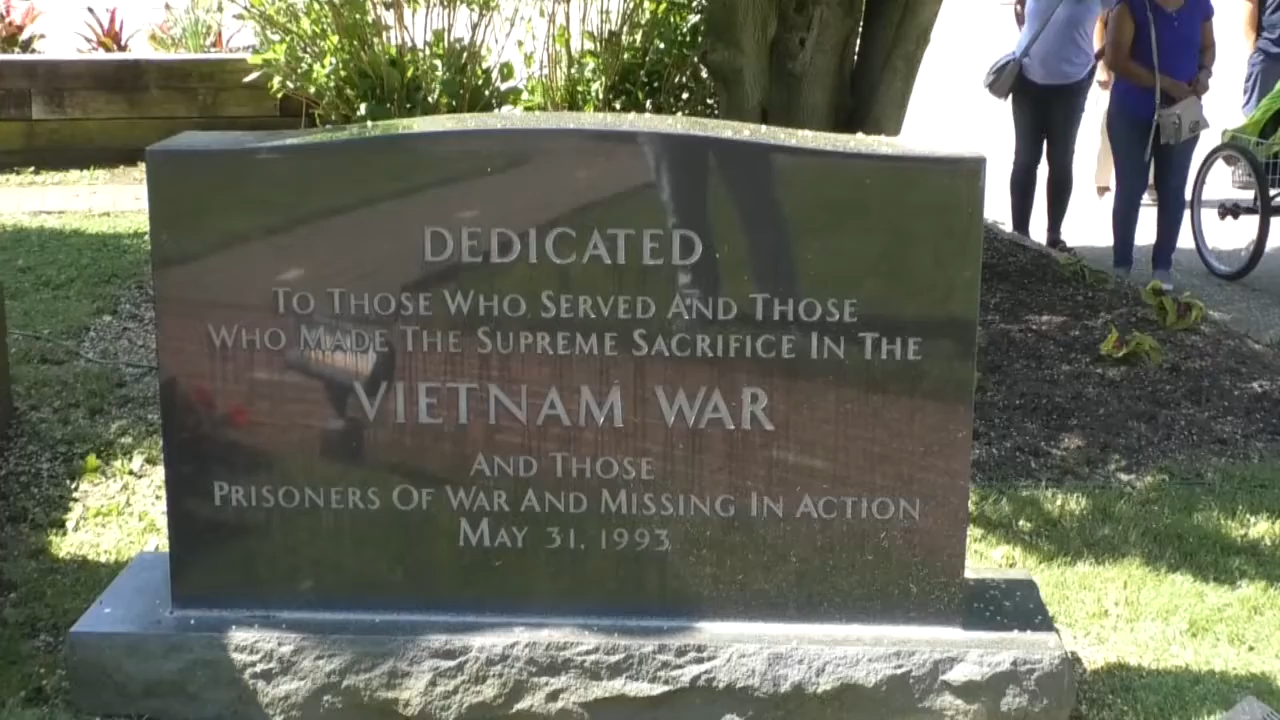 DEDICATED
TO THOSE WHO SERVED AND THOSE
WHO MADE THE SUPREME SACRIFICE IN THE
VIETNAM WAR
AND THOSE
PRISONERS OF WAR AND MISSING IN ACTION
MAY 31, 1993